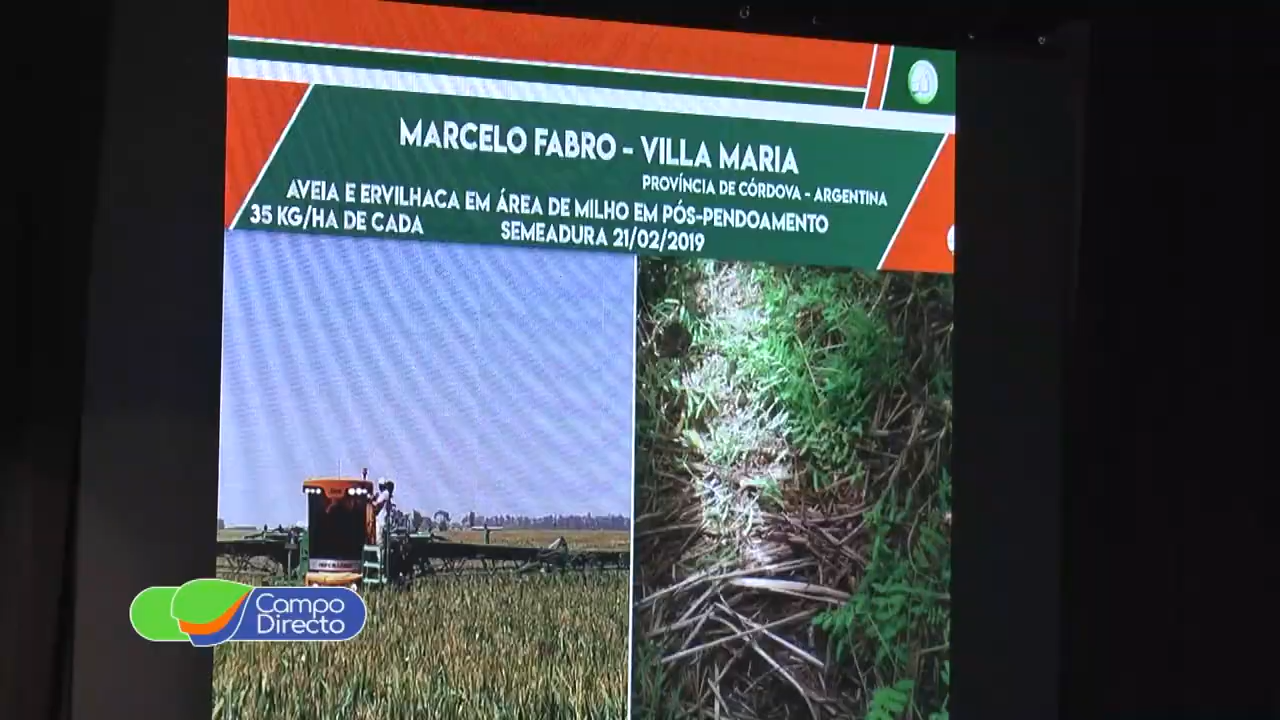 MARCELO FABRO - VILLA MARIA
PROVÍNCIA DE CÓRDOVA - ARGENTINA
AVEIA E ERVILHACA EM ÁREA DE MILHO EM PÓS-PENDOAMENTO
35 KG/HA DE CADA SEMEADURA 21/02/2019
Campo
Directo